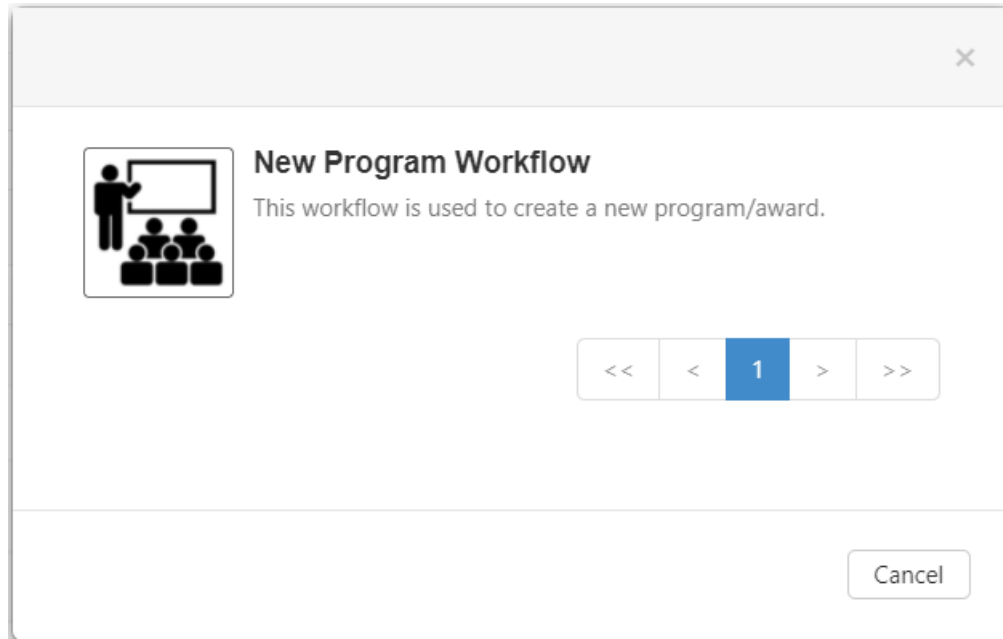 ×
New Program Workflow
This workflow is used to create a new program/award.
<< < 1 > >>
Cancel